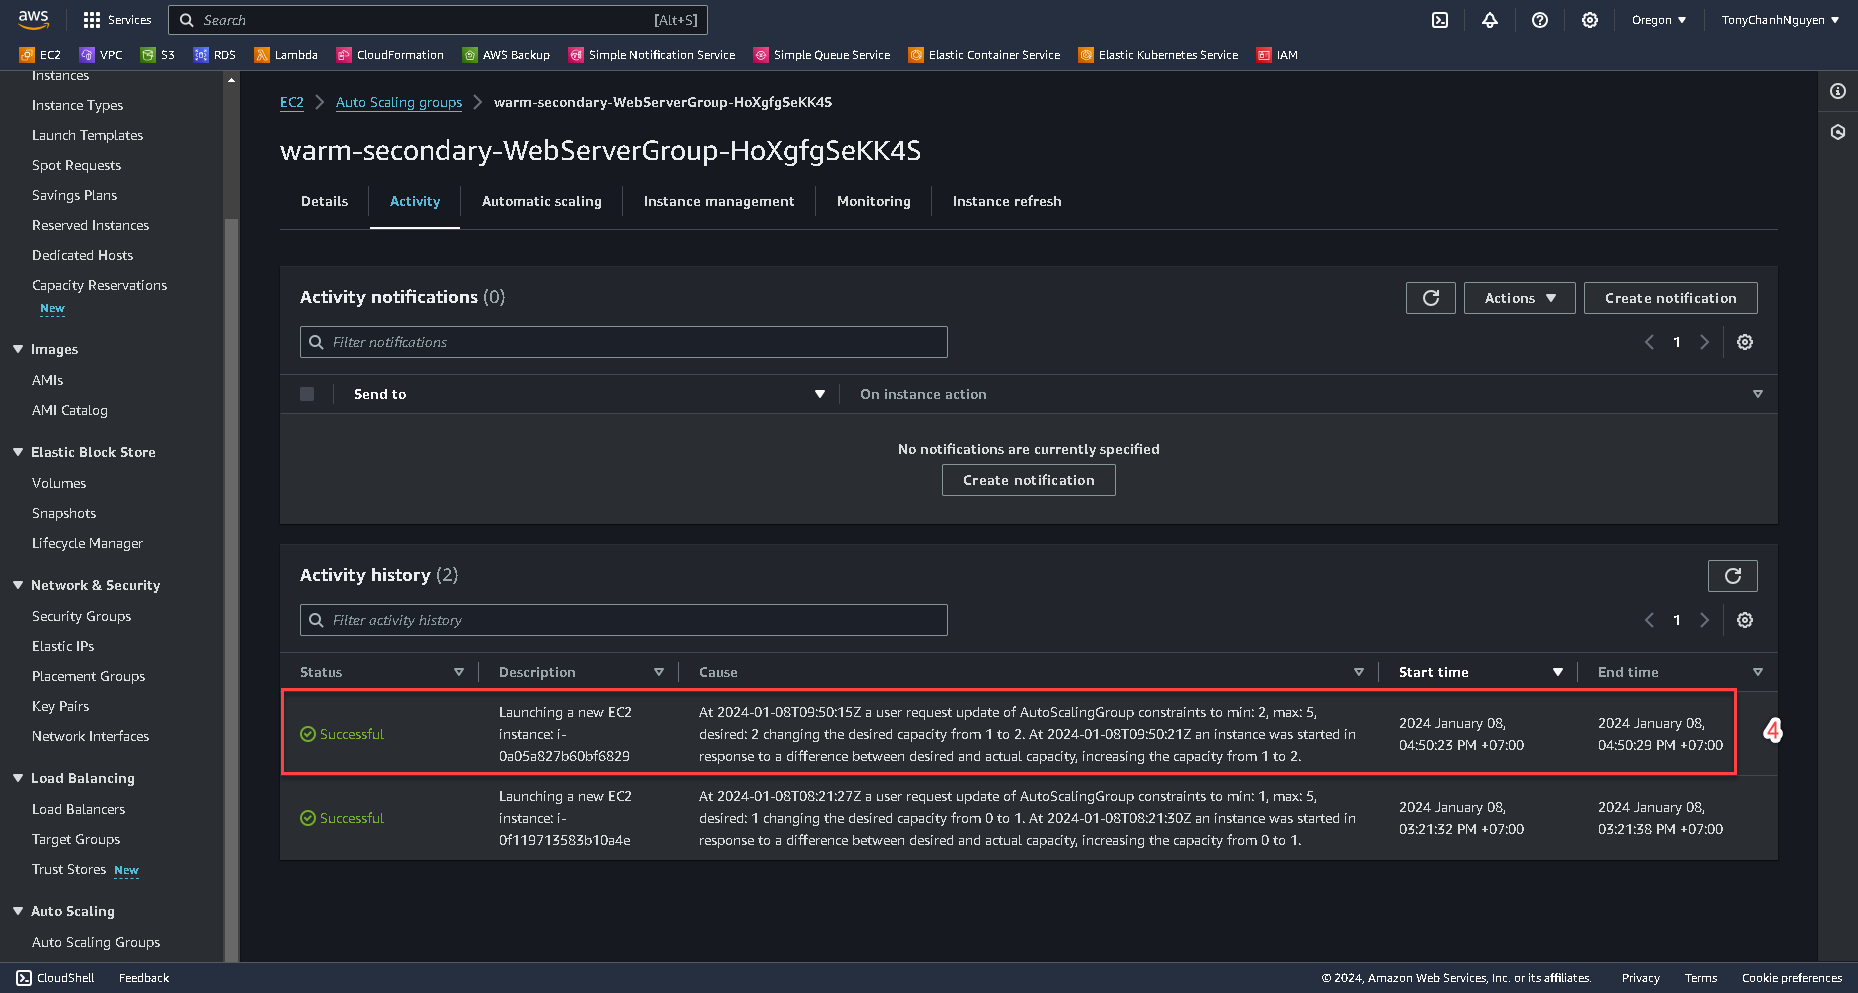 aws
Services
Search
[Alt+S]
Oregon ▼
TonyChanhNguyen ▼
EC2
VPC
S3
RDS
Lambda
CloudFormation
AWS Backup
Simple Notification Service
Simple Queue Service
Elastic Container Service
Elastic Kubernetes Service
IAM
Instances
Instance Types
Launch Templates
Spot Requests
Savings Plans
Reserved Instances
Dedicated Hosts
Capacity Reservations
New
Images
AMIs
AMI Catalog
Elastic Block Store
Volumes
Snapshots
Lifecycle Manager
Network & Security
Security Groups
Elastic IPs
Placement Groups
Key Pairs
Network Interfaces
Load Balancing
Load Balancers
Target Groups
Trust Stores New
Auto Scaling
Auto Scaling Groups
EC2 > Auto Scaling groups > warm-secondary-WebServerGroup-HoXgfgSeKK4S
warm-secondary-WebServerGroup-HoXgfgSeKK4S
Details
Activity
Automatic scaling
Instance management
Monitoring
Instance refresh
Activity notifications (0)
Actions ▼
Create notification
Filter notifications
1
Send to
On instance action
No notifications are currently specified
Create notification
Activity history (2)
Filter activity history
1
Status
Description
Cause
Start time
End time
Successful
Launching a new EC2
instance: i-
0a05a827b60bf6829
At 2024-01-08T09:50:15Z a user request update of AutoScalingGroup constraints to min: 2, max: 5,
desired: 2 changing the desired capacity from 1 to 2. At 2024-01-08T09:50:21Z an instance was started in
response to a difference between desired and actual capacity, increasing the capacity from 1 to 2.
2024 January 08,
04:50:23 PM +07:00
2024 January 08,
04:50:29 PM +07:00
4
Successful
Launching a new EC2
instance: i-
0f119713583b10a4e
At 2024-01-08T08:21:27Z a user request update of AutoScalingGroup constraints to min: 1, max: 5,
desired: 1 changing the desired capacity from 0 to 1. At 2024-01-08T08:21:30Z an instance was started in
response to a difference between desired and actual capacity, increasing the capacity from 0 to 1.
2024 January 08,
03:21:32 PM +07:00
2024 January 08,
03:21:38 PM +07:00
CloudShell
Feedback
© 2024, Amazon Web Services, Inc. or its affiliates.
Privacy
Terms
Cookie preferences